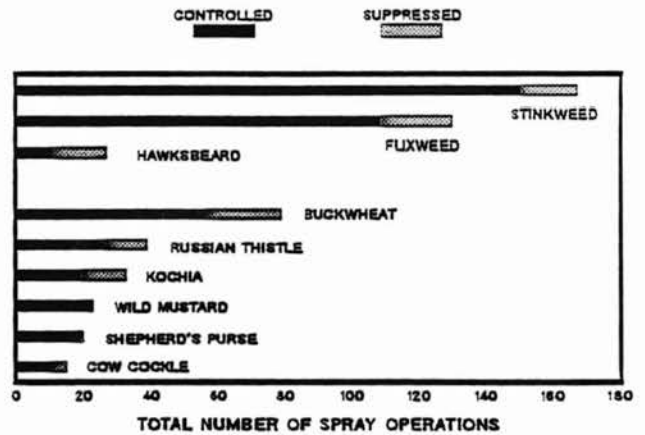 CONTROLLED SUPPRESSED
STINKWEED
FLIXWEED
HAWKSBEARD
BUCKWHEAT
RUSSIAN THISTLE
KOCHIA
WILD MUSTARD
SHEPHERD'S PURSE
COW COCKLE
0 20 40 60 80 100 120 140 160 180
TOTAL NUMBER OF SPRAY OPERATIONS